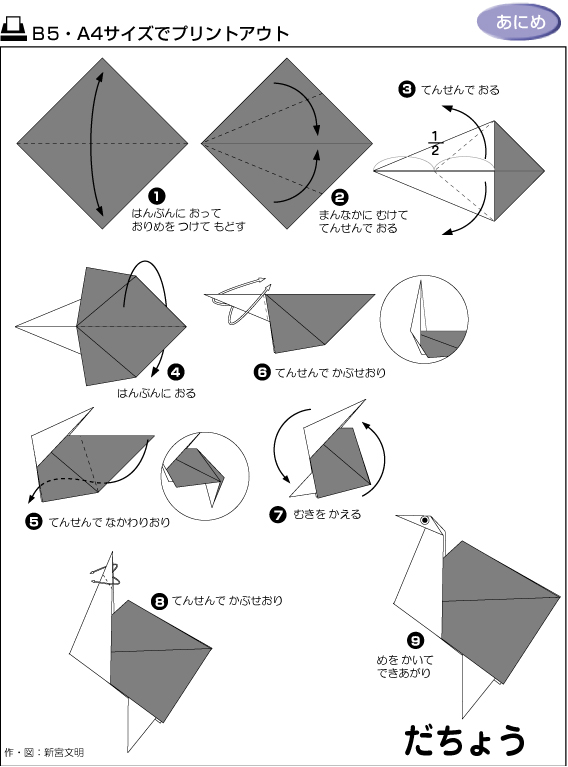 B5・A4サイズでプリントアウト
あにめ
1
はんぶんに おって
おりめを つけて もどす
2
まんなかに むけて
てんせんで おる
3 てんせんで おる
1
2
4
はんぶんに おる
6 てんせんで かぶせおり
5 てんせんで なかわりおり
7 むきを かえる
8 てんせんで かぶせおり
9
めを かいて
できあがり
だちょう
作・図：新宮文明